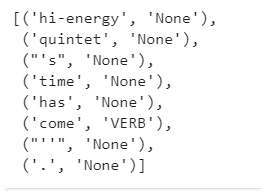 [('hi-energy', 'None'),
('quintet', 'None'),
("'s", 'None'),
('time', 'None'),
('has', 'None'),
('come', 'VERB'),
("''", 'None'),
('.', 'None')]